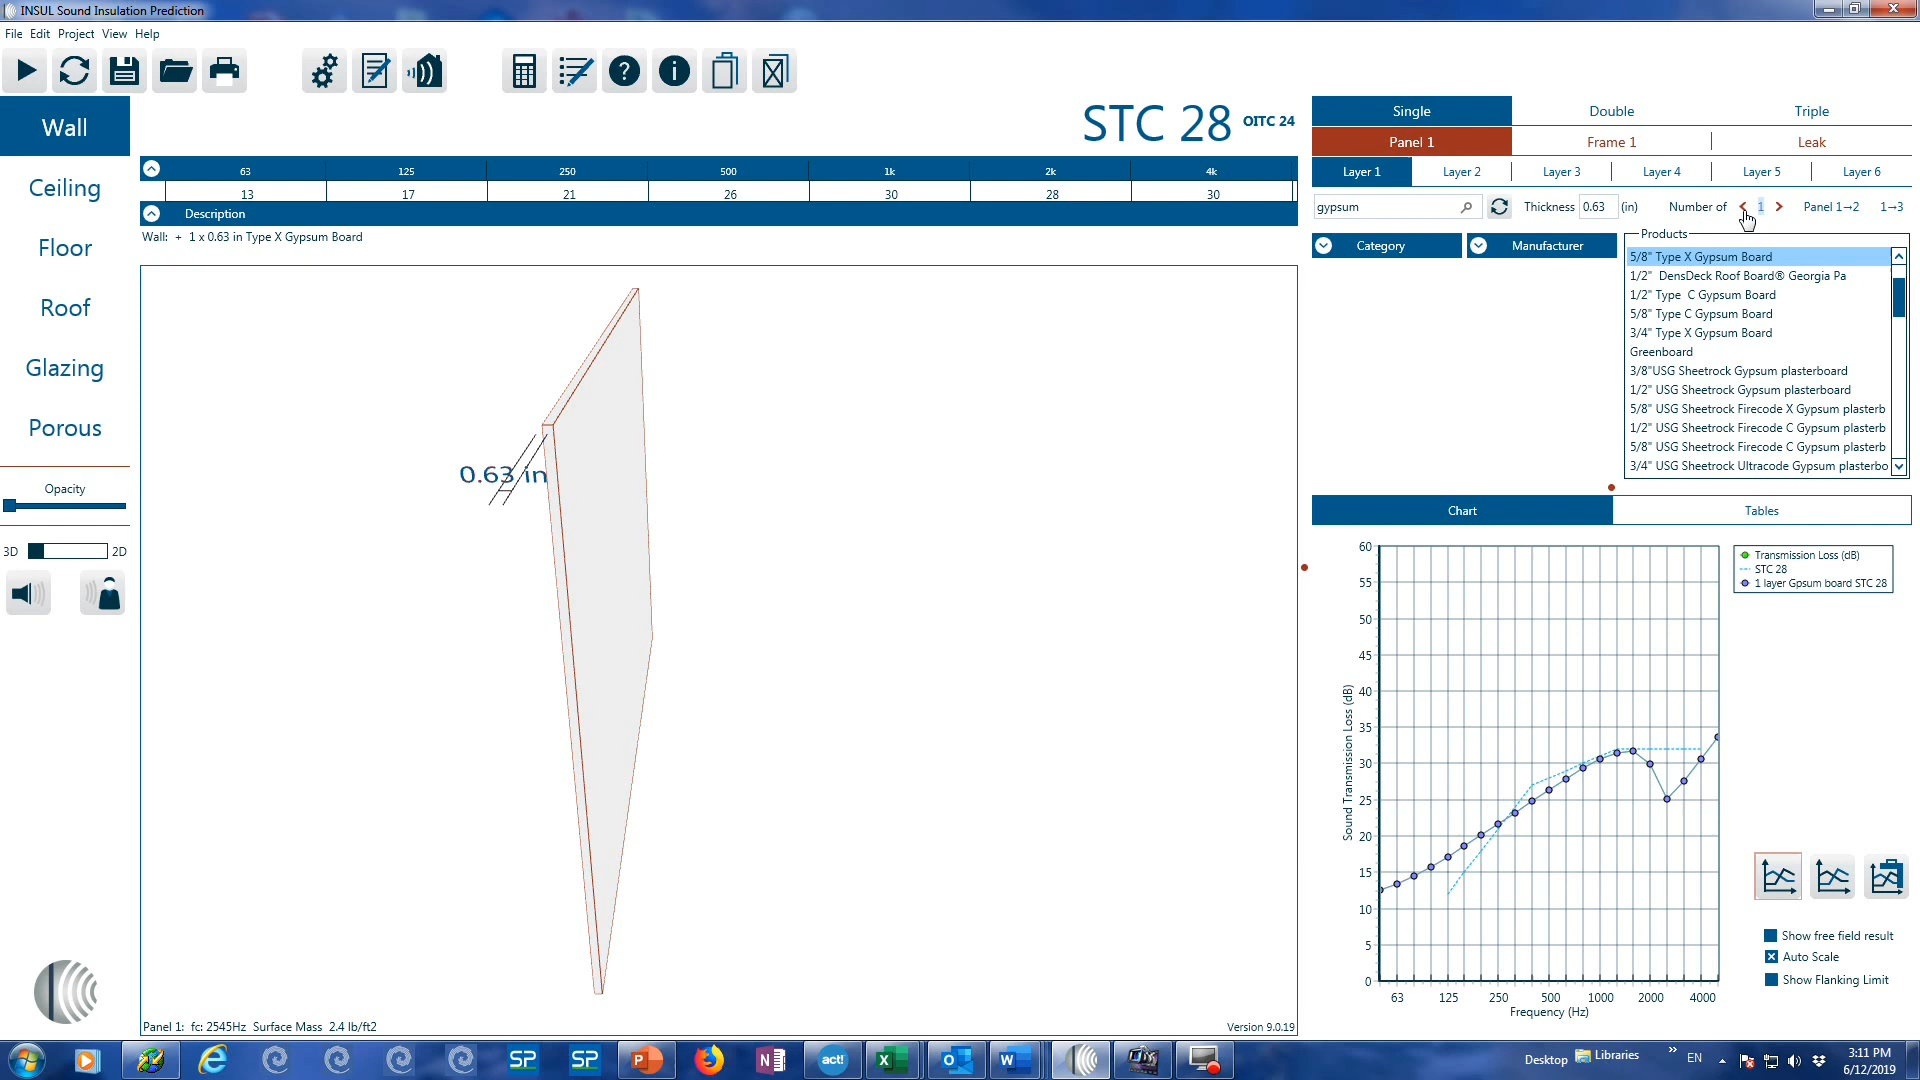 INSUL Sound Insulation Prediction
File Edit Project View Help
STC 28 OITC 24
Wall
Ceiling
Floor
Roof
Glazing
Porous
Opacity
3D 2D
63 125 250 500 1k 2k 4k
13 17 21 26 30 28 30
Description
Wall: + 1 x 0.63 in Type X Gypsum Board
0.63 in
Panel 1: fc: 2545Hz Surface Mass 2.4 lb/ft2
Version 9.0.19
Single Double Triple
Panel 1 Frame 1 Leak
Layer 1 Layer 2 Layer 3 Layer 4 Layer 5 Layer 6
gypsum Thickness 0.63 (in) Number of 1 Panel 1→2 1→3
Category Manufacturer
Products
5/8" Type X Gypsum Board
1/2" DensDeck Roof Board® Georgia Pa
1/2" Type C Gypsum Board
5/8" Type C Gypsum Board
3/4" Type X Gypsum Board
Greenboard
3/8"USG Sheetrock Gypsum plasterboard
1/2" USG Sheetrock Gypsum plasterboard
5/8" USG Sheetrock Firecode X Gypsum plasterb
1/2" USG Sheetrock Firecode C Gypsum plasterb
5/8" USG Sheetrock Firecode C Gypsum plasterb
3/4" USG Sheetrock Ultracode Gypsum plasterbo
Chart Tables
Transmission Loss (dB)
STC 28
1 layer Gpsum board STC 28
Sound Transmission Loss (dB)
60
55
50
45
40
35
30
25
20
15
10
5
0
63 125 250 500 1000 2000 4000
Frequency (Hz)
Show free field result
Auto Scale
Show Flanking Limit
SP SP P N act! X O W
Desktop Libraries » EN
3:11 PM
6/12/2019